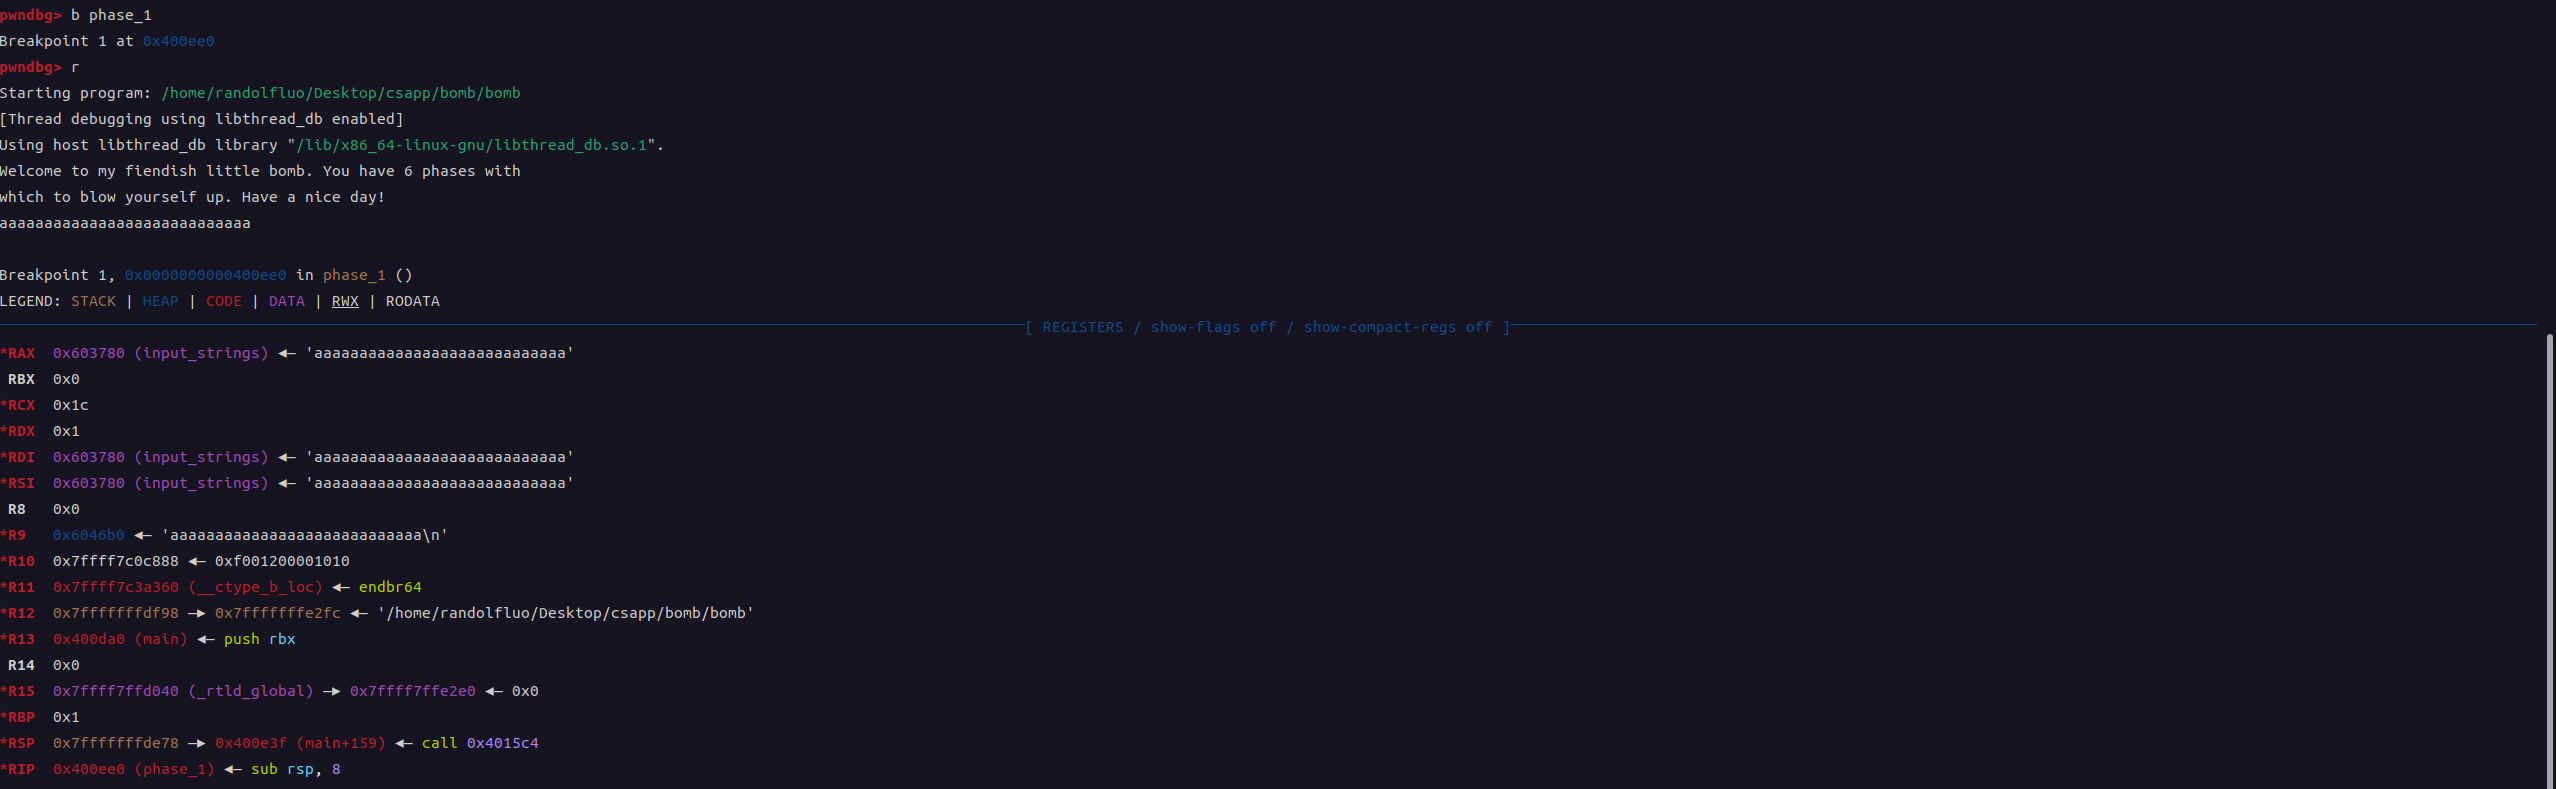 pwndbg> b phase_1
Breakpoint 1 at 0x400ee0
pwndbg> r
Starting program: /home/randolfluo/Desktop/csapp/bomb/bomb
[Thread debugging using libthread_db enabled]
Using host libthread_db library "/lib/x86_64-linux-gnu/libthread_db.so.1".
Welcome to my fiendish little bomb. You have 6 phases with
which to blow yourself up. Have a nice day!
aaaaaaaaaaaaaaaaaaaaaaaaaaaa
Breakpoint 1, 0x0000000000400ee0 in phase_1 ()
LEGEND: STACK | HEAP | CODE | DATA | RWX | RODATA
[ REGISTERS / show-flags off / show-compact-regs off ]
*RAX  0x603780 (input_strings) ◂— 'aaaaaaaaaaaaaaaaaaaaaaaaaaaa'
 RBX  0x0
*RCX  0x1c
*RDX  0x1
*RDI  0x603780 (input_strings) ◂— 'aaaaaaaaaaaaaaaaaaaaaaaaaaaa'
*RSI  0x603780 (input_strings) ◂— 'aaaaaaaaaaaaaaaaaaaaaaaaaaaa'
 R8   0x0
*R9   0x6046b0 ◂— 'aaaaaaaaaaaaaaaaaaaaaaaaaaaa\n'
*R10  0x7ffff7c0c888 ◂— 0xf001200001010
*R11  0x7ffff7c3a360 (__ctype_b_loc) ◂— endbr64
*R12  0x7fffffffdf98 —▸ 0x7fffffffe2fc ◂— '/home/randolfluo/Desktop/csapp/bomb/bomb'
*R13  0x400da0 (main) ◂— push rbx
 R14  0x0
*R15  0x7ffff7ffd040 (_rtld_global) —▸ 0x7ffff7ffe2e0 ◂— 0x0
*RBP  0x1
*RSP  0x7fffffffde78 —▸ 0x400e3f (main+159) ◂— call 0x4015c4
*RIP  0x400ee0 (phase_1) ◂— sub rsp, 8